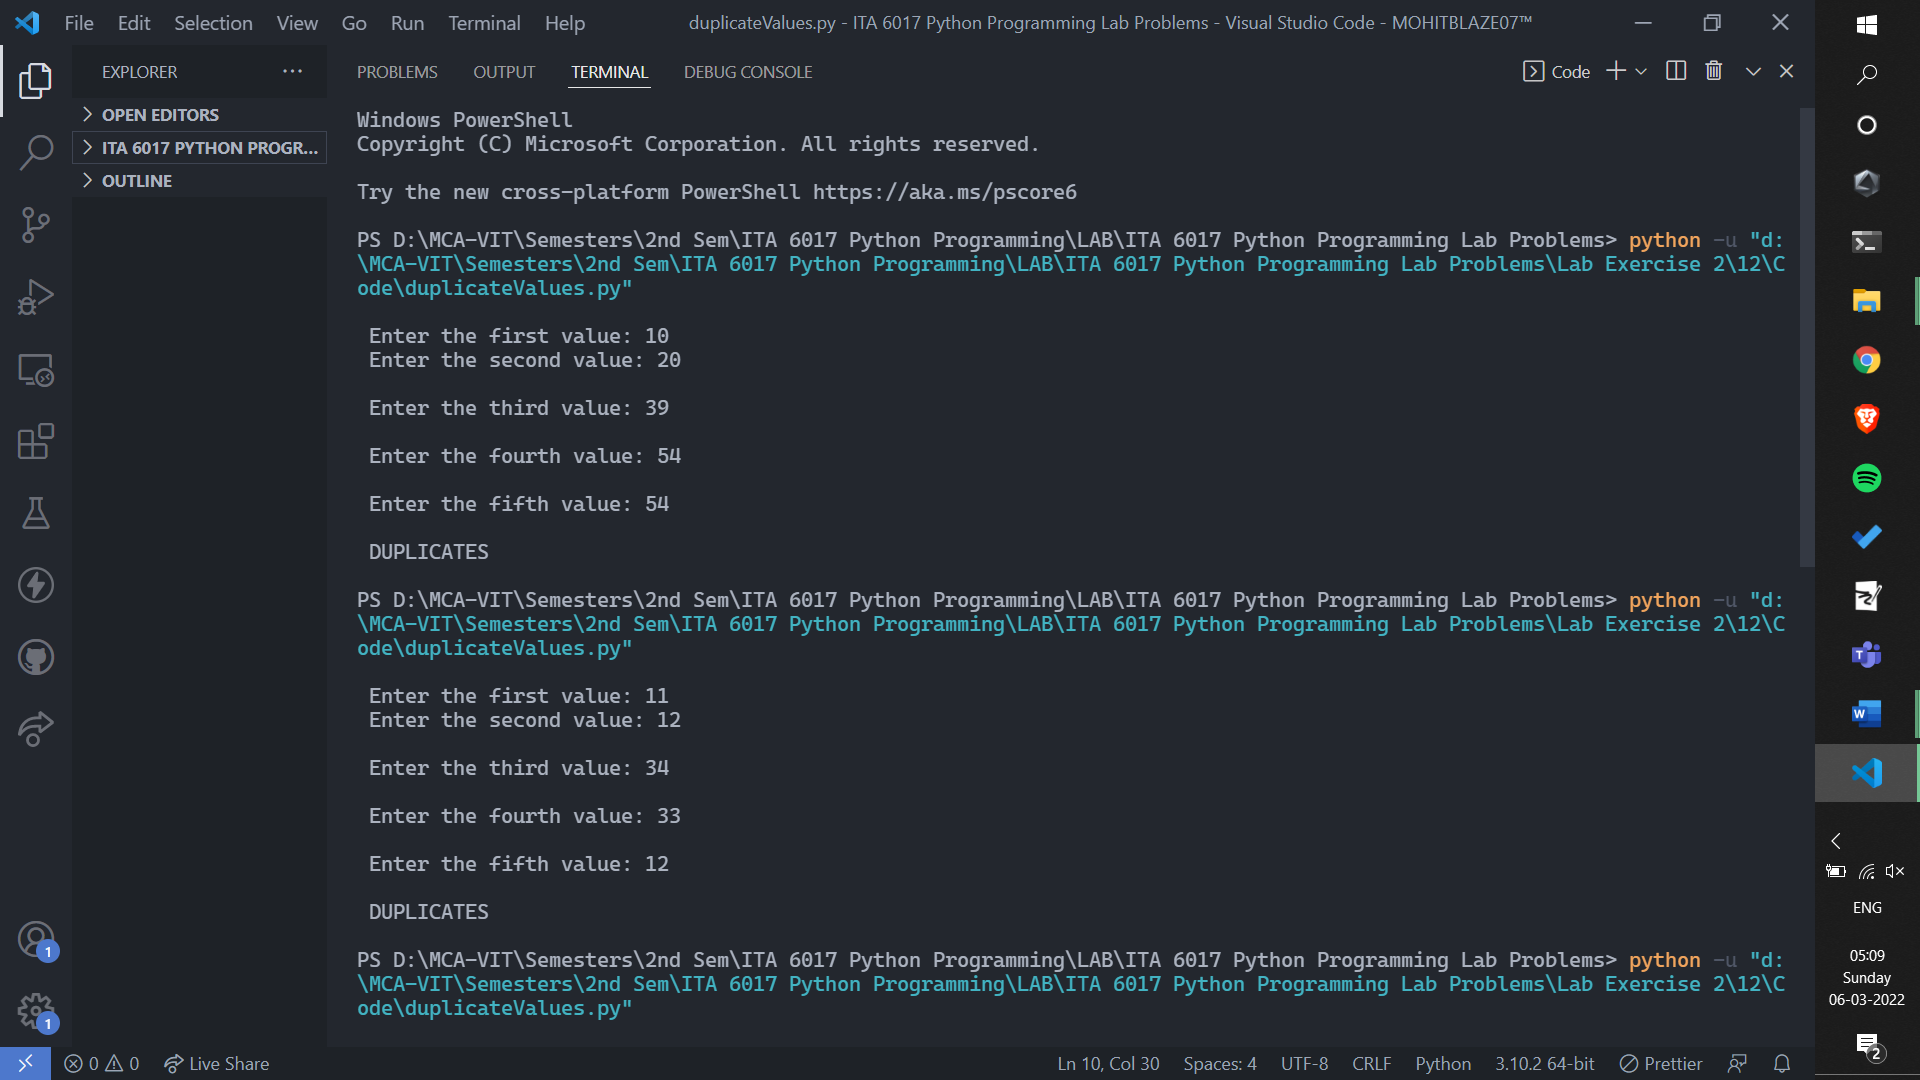 File Edit Selection View Go Run Terminal Help duplicateValues.py - ITA 6017 Python Programming Lab Problems - Visual Studio Code - MOHITBLAZE07™
EXPLORER
OPEN EDITORS
ITA 6017 PYTHON PROGR...
OUTLINE
PROBLEMS OUTPUT TERMINAL DEBUG CONSOLE Code
Windows PowerShell
Copyright (C) Microsoft Corporation. All rights reserved.
Try the new cross-platform PowerShell https://aka.ms/pscore6
PS D:\MCA-VIT\Semesters\2nd Sem\ITA 6017 Python Programming\LAB\ITA 6017 Python Programming Lab Problems> python -u "d:
\MCA-VIT\Semesters\2nd Sem\ITA 6017 Python Programming\LAB\ITA 6017 Python Programming Lab Problems\Lab Exercise 2\12\C
ode\duplicateValues.py"
Enter the first value: 10
Enter the second value: 20
Enter the third value: 39
Enter the fourth value: 54
Enter the fifth value: 54
DUPLICATES
PS D:\MCA-VIT\Semesters\2nd Sem\ITA 6017 Python Programming\LAB\ITA 6017 Python Programming Lab Problems> python -u "d:
\MCA-VIT\Semesters\2nd Sem\ITA 6017 Python Programming\LAB\ITA 6017 Python Programming Lab Problems\Lab Exercise 2\12\C
ode\duplicateValues.py"
Enter the first value: 11
Enter the second value: 12
Enter the third value: 34
Enter the fourth value: 33
Enter the fifth value: 12
DUPLICATES
PS D:\MCA-VIT\Semesters\2nd Sem\ITA 6017 Python Programming\LAB\ITA 6017 Python Programming Lab Problems> python -u "d:
\MCA-VIT\Semesters\2nd Sem\ITA 6017 Python Programming\LAB\ITA 6017 Python Programming Lab Problems\Lab Exercise 2\12\C
ode\duplicateValues.py"
1
1
0 0 Live Share Ln 10, Col 30 Spaces: 4 UTF-8 CRLF Python 3.10.2 64-bit Prettier
T
W
ENG
05:09
Sunday
06-03-2022
2